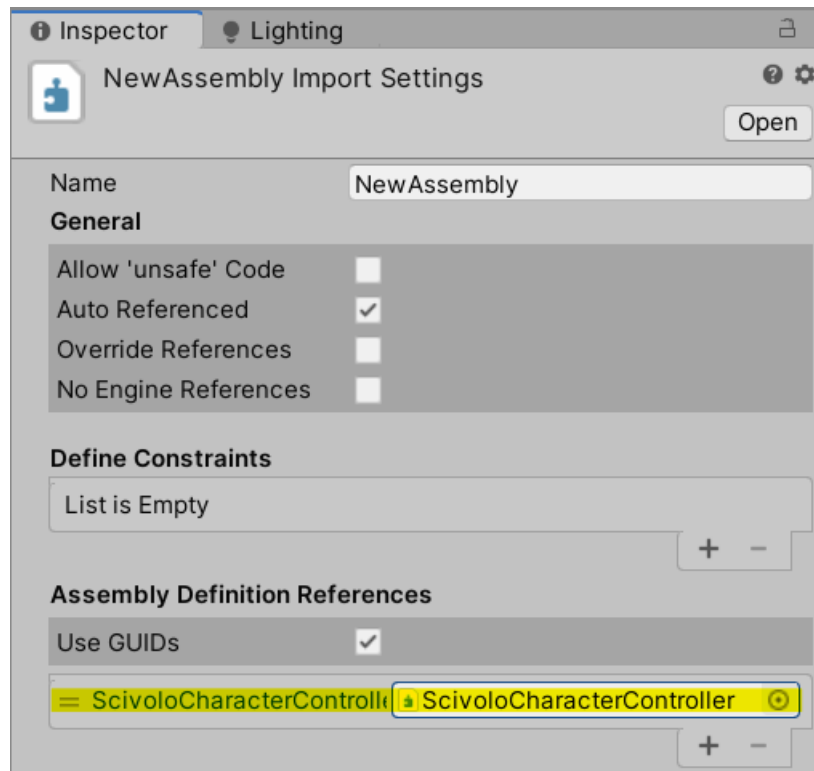 Inspector Lighting
NewAssembly Import Settings
Open
Name NewAssembly
General
Allow 'unsafe' Code
Auto Referenced
Override References
No Engine References
Define Constraints
List is Empty
Assembly Definition References
Use GUIDs
ScivoloCharacterControlle ScivoloCharacterController